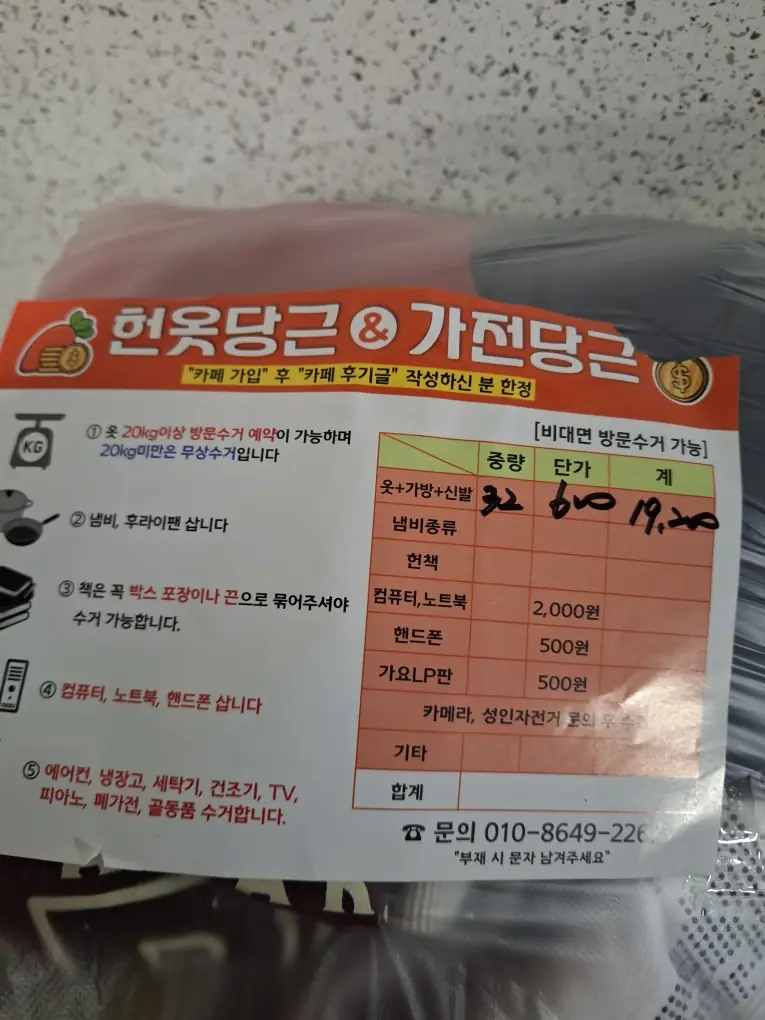 헌옷당근 & 가전당근
"카페 가입" 후 "카페 후기글" 작성하신 분 한정
KG
① 옷 20kg이상 방문수거 예약이 가능하며
20kg미만은 무상수거입니다
② 냄비, 후라이팬 삽니다
③ 책은 꼭 박스 포장이나 끈으로 묶어주셔야
수거 가능합니다.
④ 컴퓨터, 노트북, 핸드폰 삽니다
⑤ 에어컨, 냉장고, 세탁기, 건조기, TV,
피아노, 폐가전, 골동품 수거합니다.
[비대면 방문수거 가능]
중량 단가 계
옷+가방+신발 32 600 19,200
냄비종류
헌책
컴퓨터,노트북 2,000원
핸드폰 500원
가요LP판 500원
카메라, 성인자전거 문의 후
기타
합계
☎ 문의 010-8649-226
"부재 시 문자 남겨주세요"